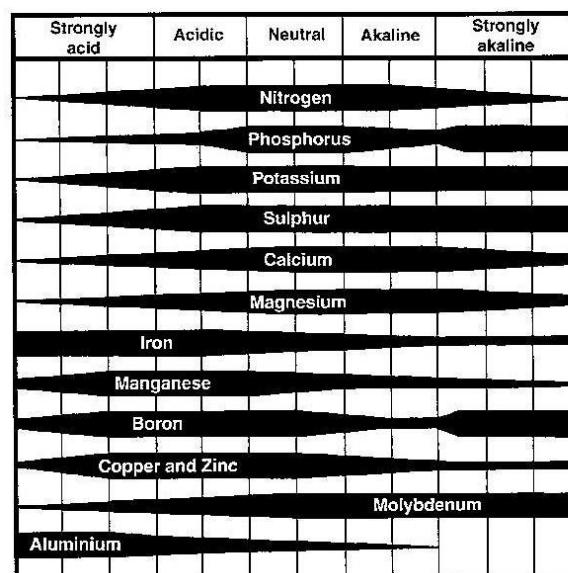 Strongly acid
Acidic
Neutral
Akaline
Strongly akaline
Nitrogen
Phosphorus
Potassium
Sulphur
Calcium
Magnesium
Iron
Manganese
Boron
Copper and Zinc
Molybdenum
Aluminium